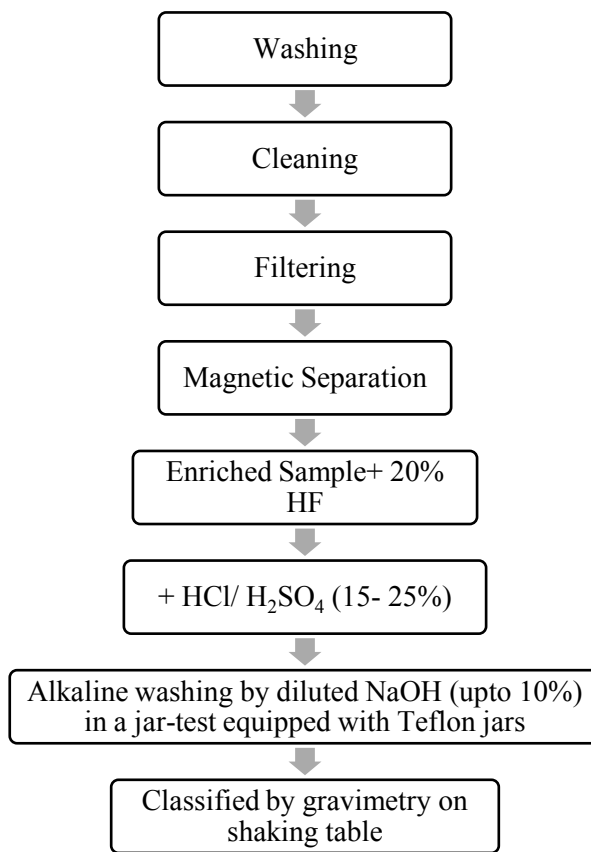 Washing
Cleaning
Filtering
Magnetic Separation
Enriched Sample+ 20%
HF
+ HCl/ H₂SO₄ (15- 25%)
Alkaline washing by diluted NaOH (upto 10%)
in a jar-test equipped with Teflon jars
Classified by gravimetry on
shaking table